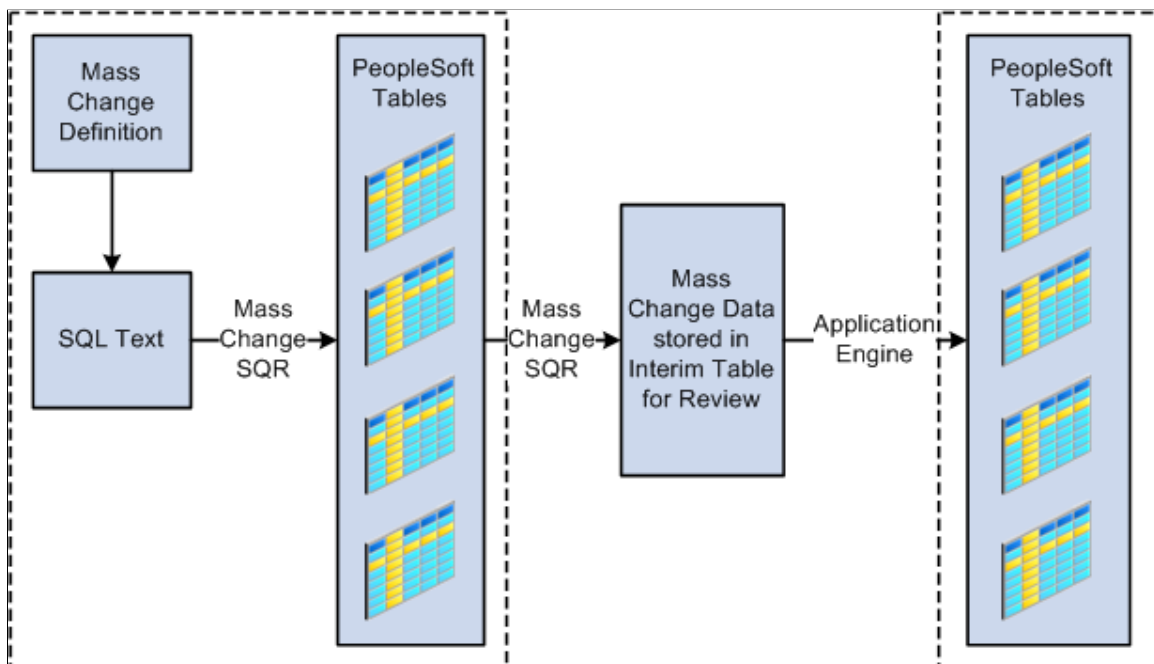 Mass
Change
Definition
SQL Text
Mass
Change
SQR
PeopleSoft
Tables
Mass
Change
SQR
Mass
Change Data
stored in
Interim Table
for Review
Application
Engine
PeopleSoft
Tables